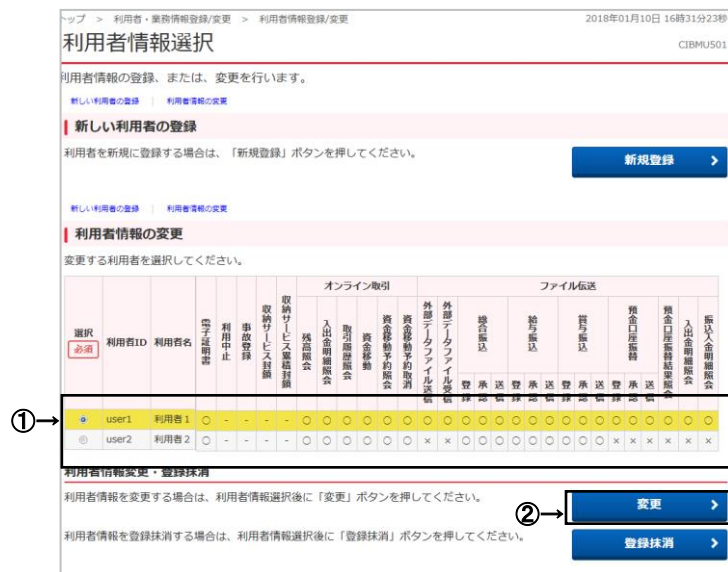 トップ > 利用者・業務情報登録/変更 > 利用者情報登録/変更
2018年01月10日 16時31分23秒
利用者情報選択
CIBMU501
利用者情報の登録、または、変更を行います。
新しい利用者の登録 | 利用者情報の変更
新しい利用者の登録
利用者を新規に登録する場合は、「新規登録」ボタンを押してください。
新規登録
新しい利用者の登録 | 利用者情報の変更
利用者情報の変更
変更する利用者を選択してください。
オンライン取引 ファイル伝送
選択 必須 利用者ID 利用者名 電子証明書 利用中止 事故登録 収納サービス封鎖 収納サービス累積封鎖 残高照会 入出金明細照会 取引履歴照会 資金移動 資金移動予約照会 資金移動予約取消 外部データファイル送信 外部データファイル受信 総合振込 給与振込 賞与振込 預金口座振替 預金口座振替結果照会 入出金明細照会 振込入金明細照会
登録 承認 送信 登録 承認 送信 登録 承認 送信 登録 承認 送信
① → user1 利用者1 ○ - - - - ○ ○ ○ ○ ○ ○ ○ ○ ○ ○ ○ ○ ○ ○ ○ ○ ○ ○ ○ ○ ○ ○ ○
user2 利用者2 ○ - - - - ○ ○ ○ ○ ○ ○ × × ○ ○ ○ ○ ○ ○ ○ ○ ○ × × × × × ×
利用者情報変更・登録抹消
利用者情報を変更する場合は、利用者情報選択後に「変更」ボタンを押してください。
② → 変更
利用者情報を登録抹消する場合は、利用者情報選択後に「登録抹消」ボタンを押してください。
登録抹消